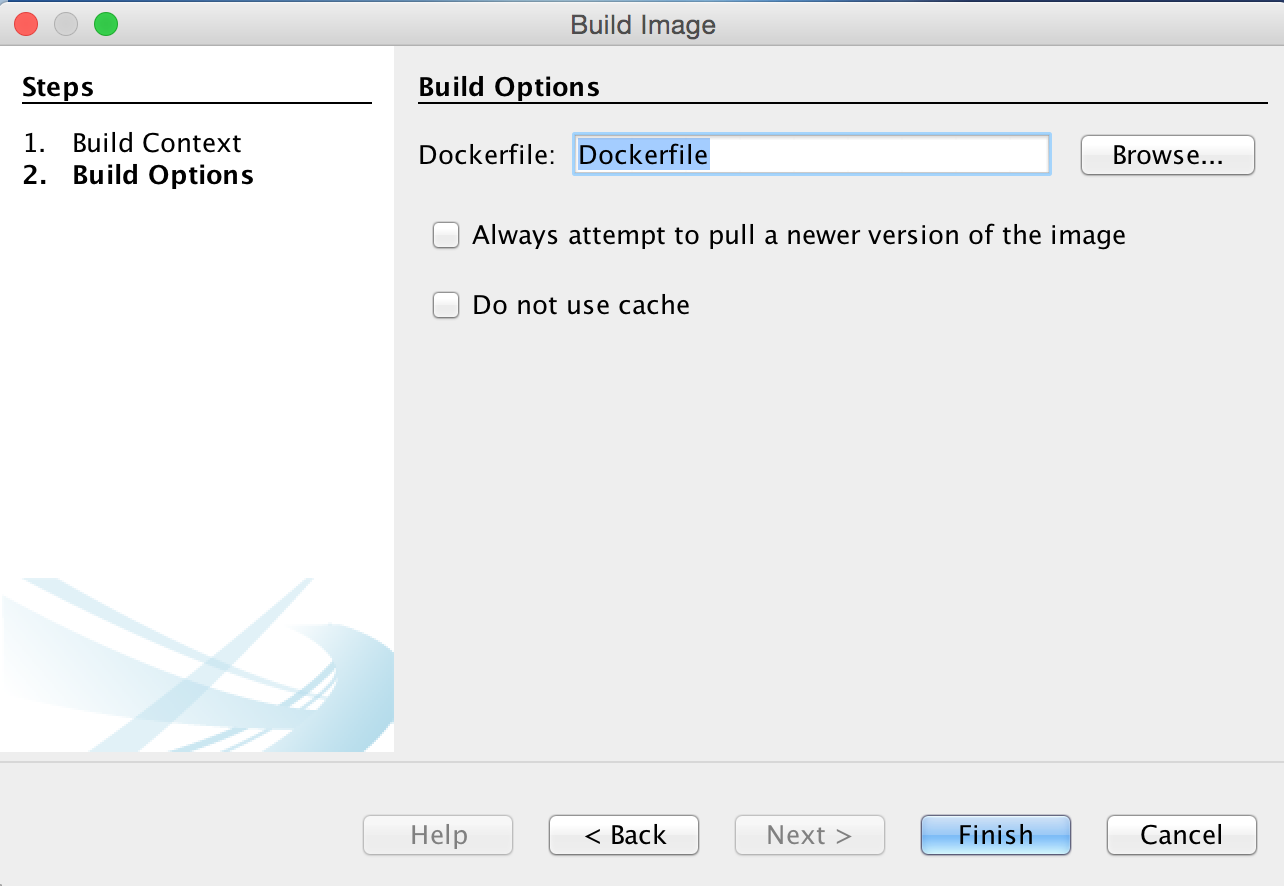 Build Image
Steps
1. Build Context
2. Build Options
Build Options
Dockerfile: Dockerfile Browse...
Always attempt to pull a newer version of the image
Do not use cache
Help < Back Next > Finish Cancel